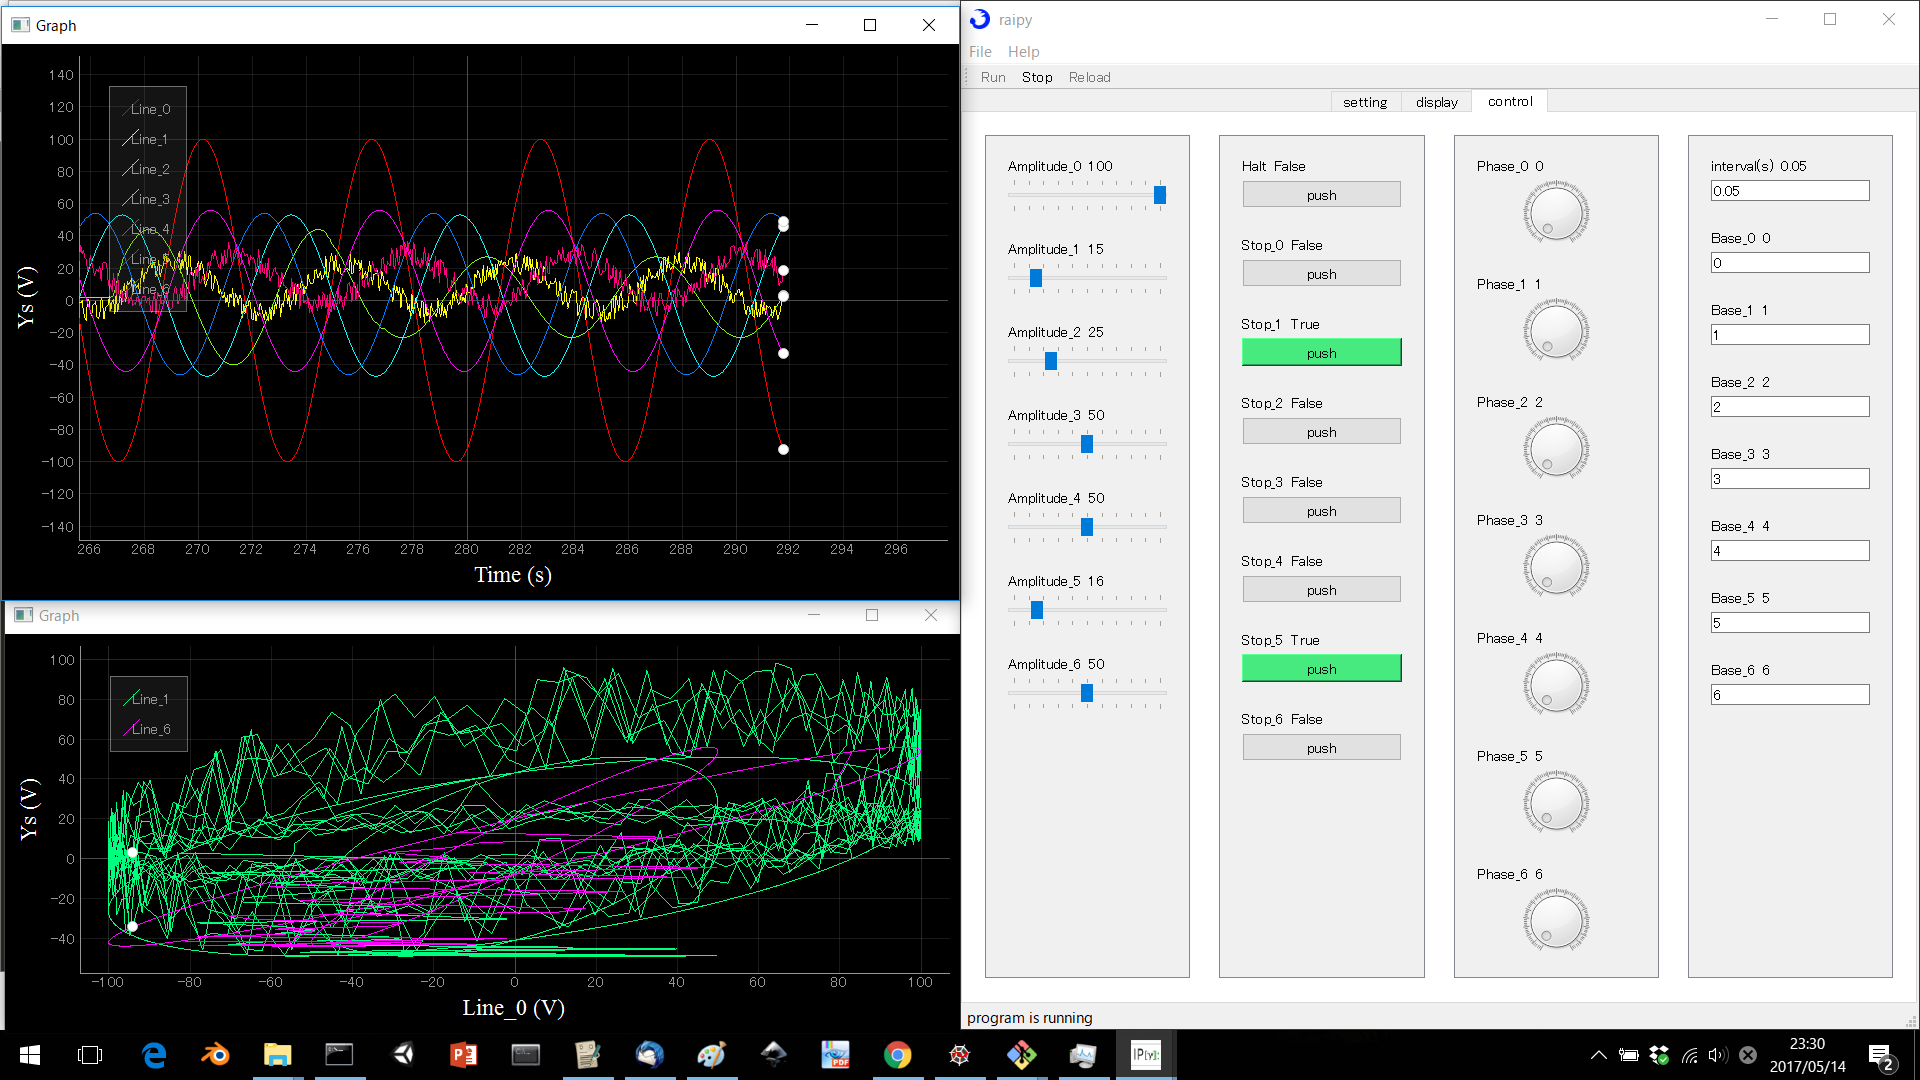 Graph
140
120
100
80
60
40
20
0
−20
−40
−60
−80
−100
−120
−140
Ys (V)
Line_0
Line_1
Line_2
Line_3
Line_4
Line_5
Line_6
266 268 270 272 274 276 278 280 282 284 286 288 290 292 294 296
Time (s)
Graph
100
80
60
40
20
0
−20
−40
Ys (V)
Line_1
Line_6
−100 −80 −60 −40 −20 0 20 40 60 80 100
Line_0 (V)
raipy
File Help
Run Stop Reload
setting display control
Amplitude_0 100
Amplitude_1 15
Amplitude_2 25
Amplitude_3 50
Amplitude_4 50
Amplitude_5 16
Amplitude_6 50
Halt False
push
Stop_0 False
push
Stop_1 True
push
Stop_2 False
push
Stop_3 False
push
Stop_4 False
push
Stop_5 True
push
Stop_6 False
push
Phase_0 0
Phase_1 1
Phase_2 2
Phase_3 3
Phase_4 4
Phase_5 5
Phase_6 6
interval(s) 0.05
0.05
Base_0 0
0
Base_1 1
1
Base_2 2
2
Base_3 3
3
Base_4 4
4
Base_5 5
5
Base_6 6
6
program is running
PDF
IP[y]:
23:30
2017/05/14
2